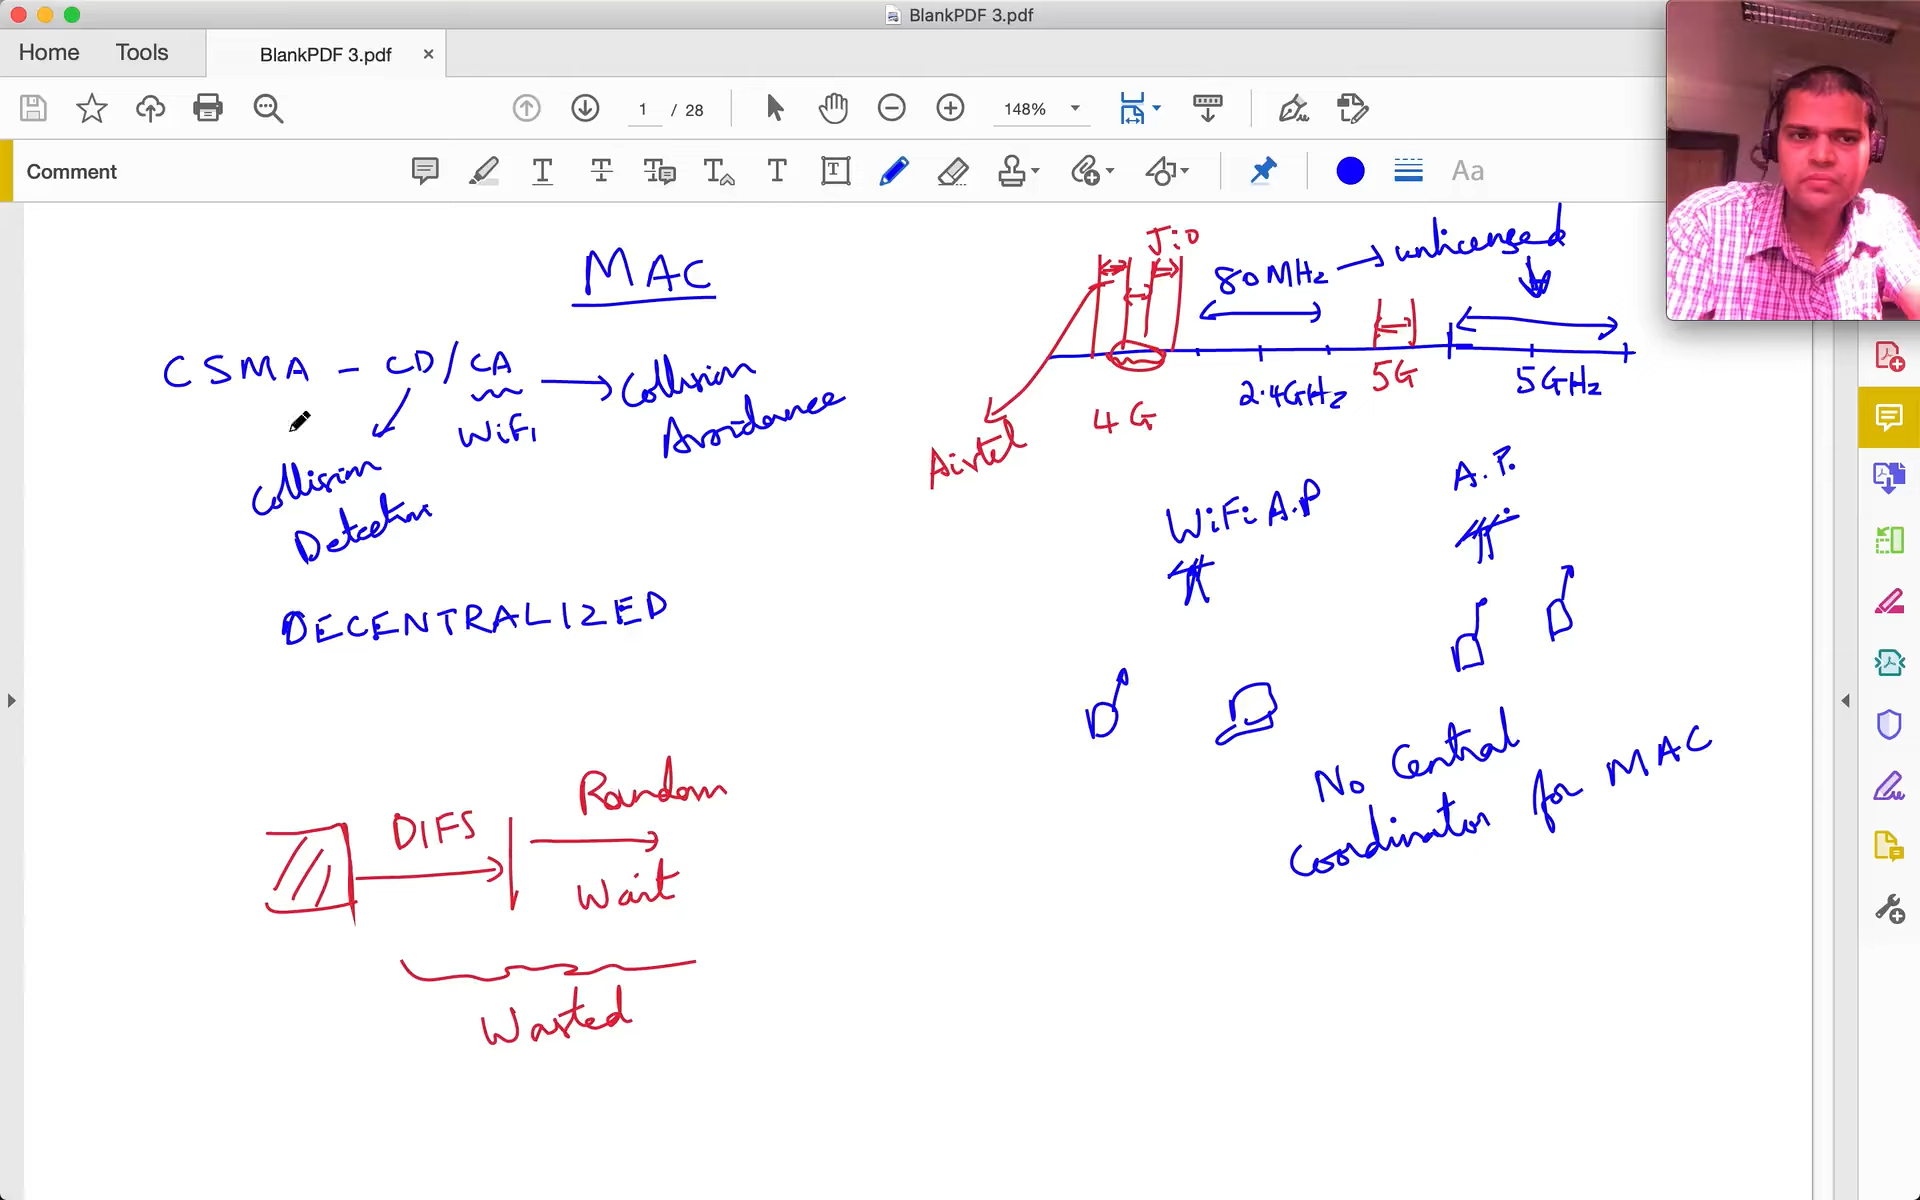 BlankPDF 3.pdf
Home
Tools
BlankPDF 3.pdf
1 / 28
148%
Comment
Aa
MAC
CSMA - CD/CA
Collision
Avoidance
WiFi
Collision
Detection
DECENTRALIZED
DIFS
Random
Wait
Wasted
Jio
80 MHz
unlicensed
2.4GHz
5G
5GHz
4G
Airtel
WiFi A.P
A.P.
No Central
coordinator for MAC